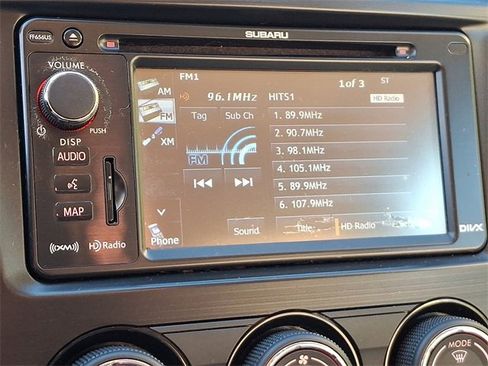 FF656US
SUBARU
VOLUME
PUSH
DISP
AUDIO
MAP
((XM))
HD Radio
FM1
1 of 3
ST
AM
96.1MHz
HITS1
HD Radio
FM
Tag
Sub Ch
1. 89.9MHz
2. 90.7MHz
XM
3. 98.1MHz
FM
4. 105.1MHz
5. 89.9MHz
6. 107.9MHz
Phone
Sound
Title
HD Radio
MODE